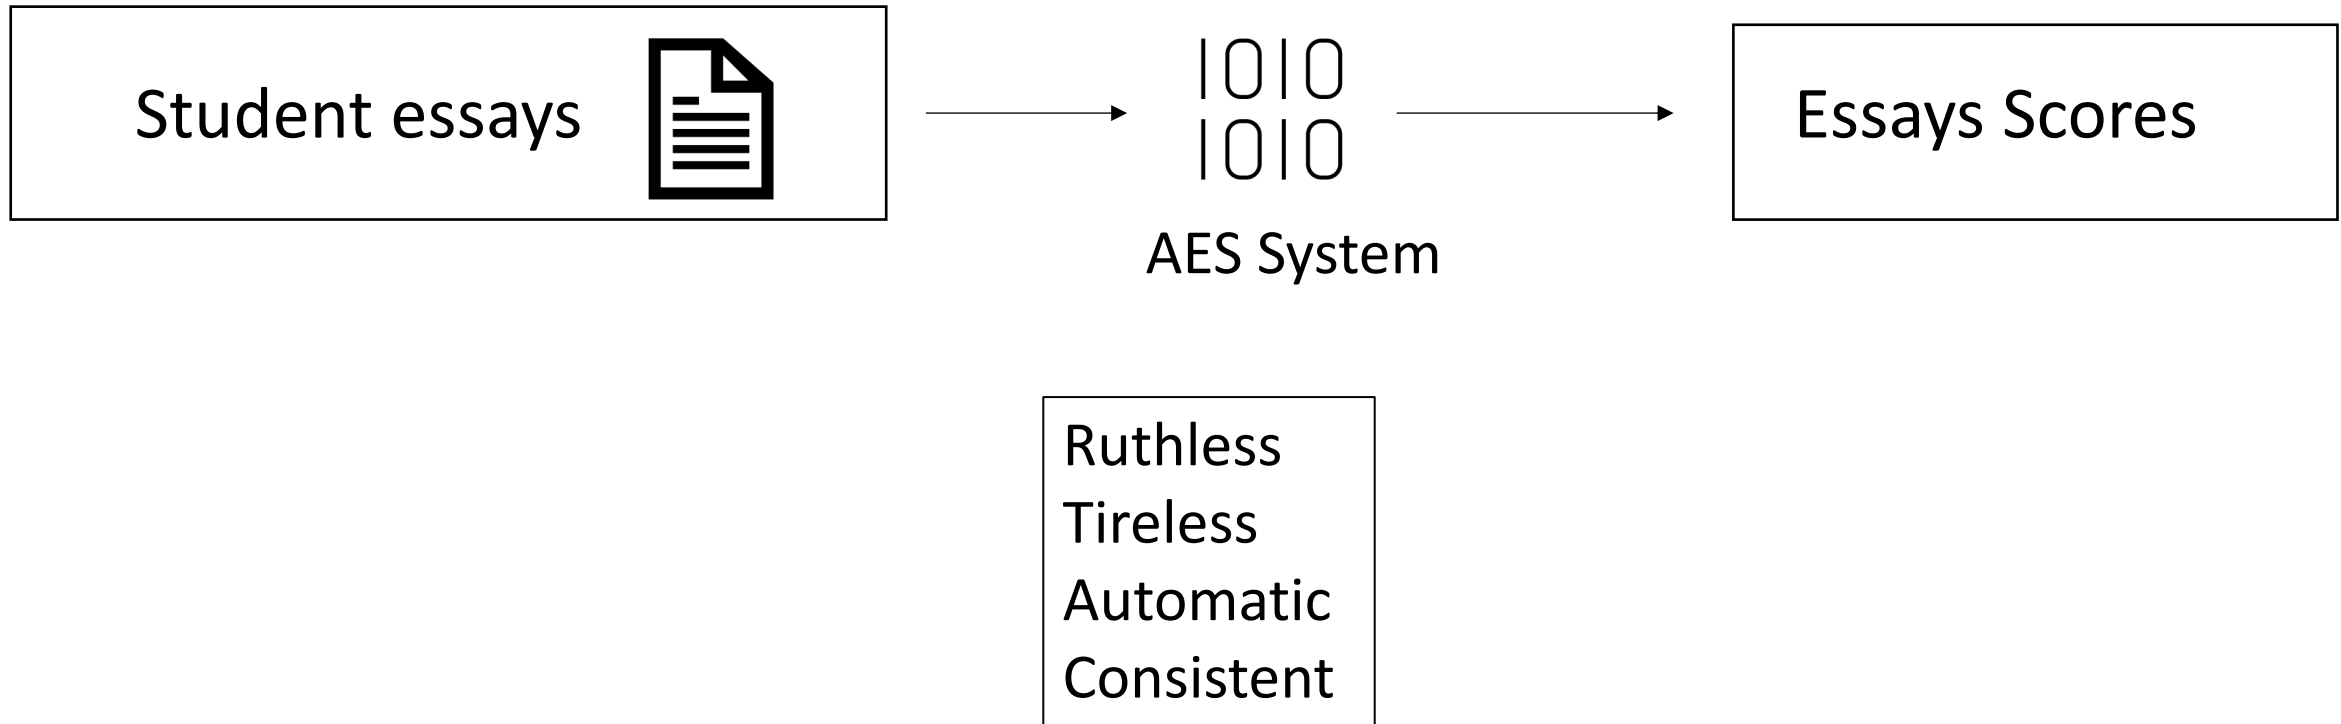 Student essays
1010
1010
AES System
Essays Scores
Ruthless
Tireless
Automatic
Consistent